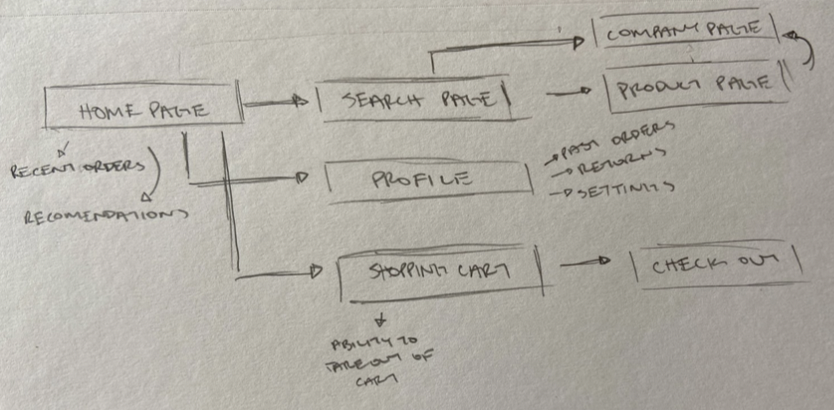 COMPANY PAGE
HOME PAGE
SEARCH PAGE
PRODUCT PAGE
RECENT ORDERS
RECOMENDATIONS
PROFILE
PAST ORDERS
RETURNS
SETTINGS
SHOPPING CART
CHECK OUT
ABILITY TO
TAKE OUT OF
CART